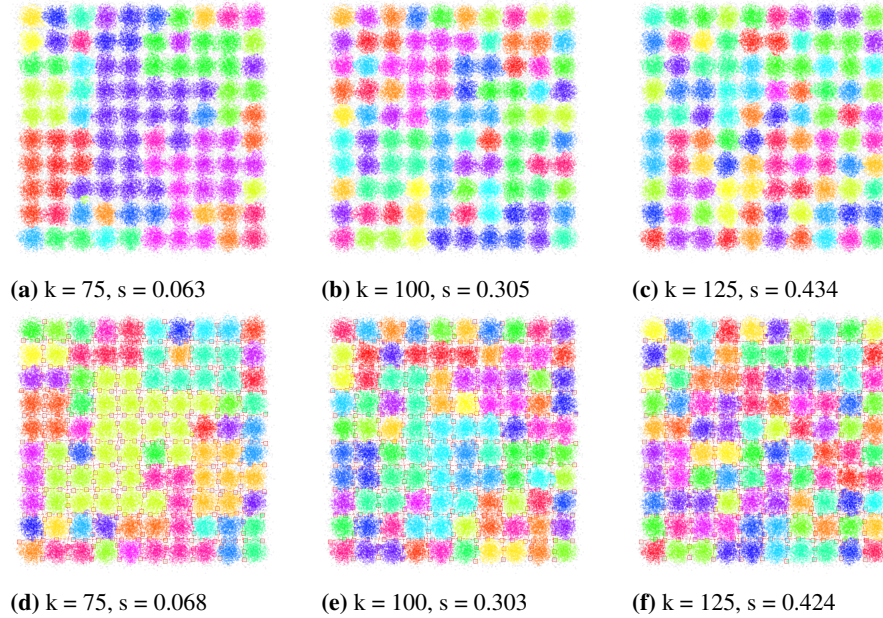 (a) k = 75, s = 0.063
(b) k = 100, s = 0.305
(c) k = 125, s = 0.434
(d) k = 75, s = 0.068
(e) k = 100, s = 0.303
(f) k = 125, s = 0.424